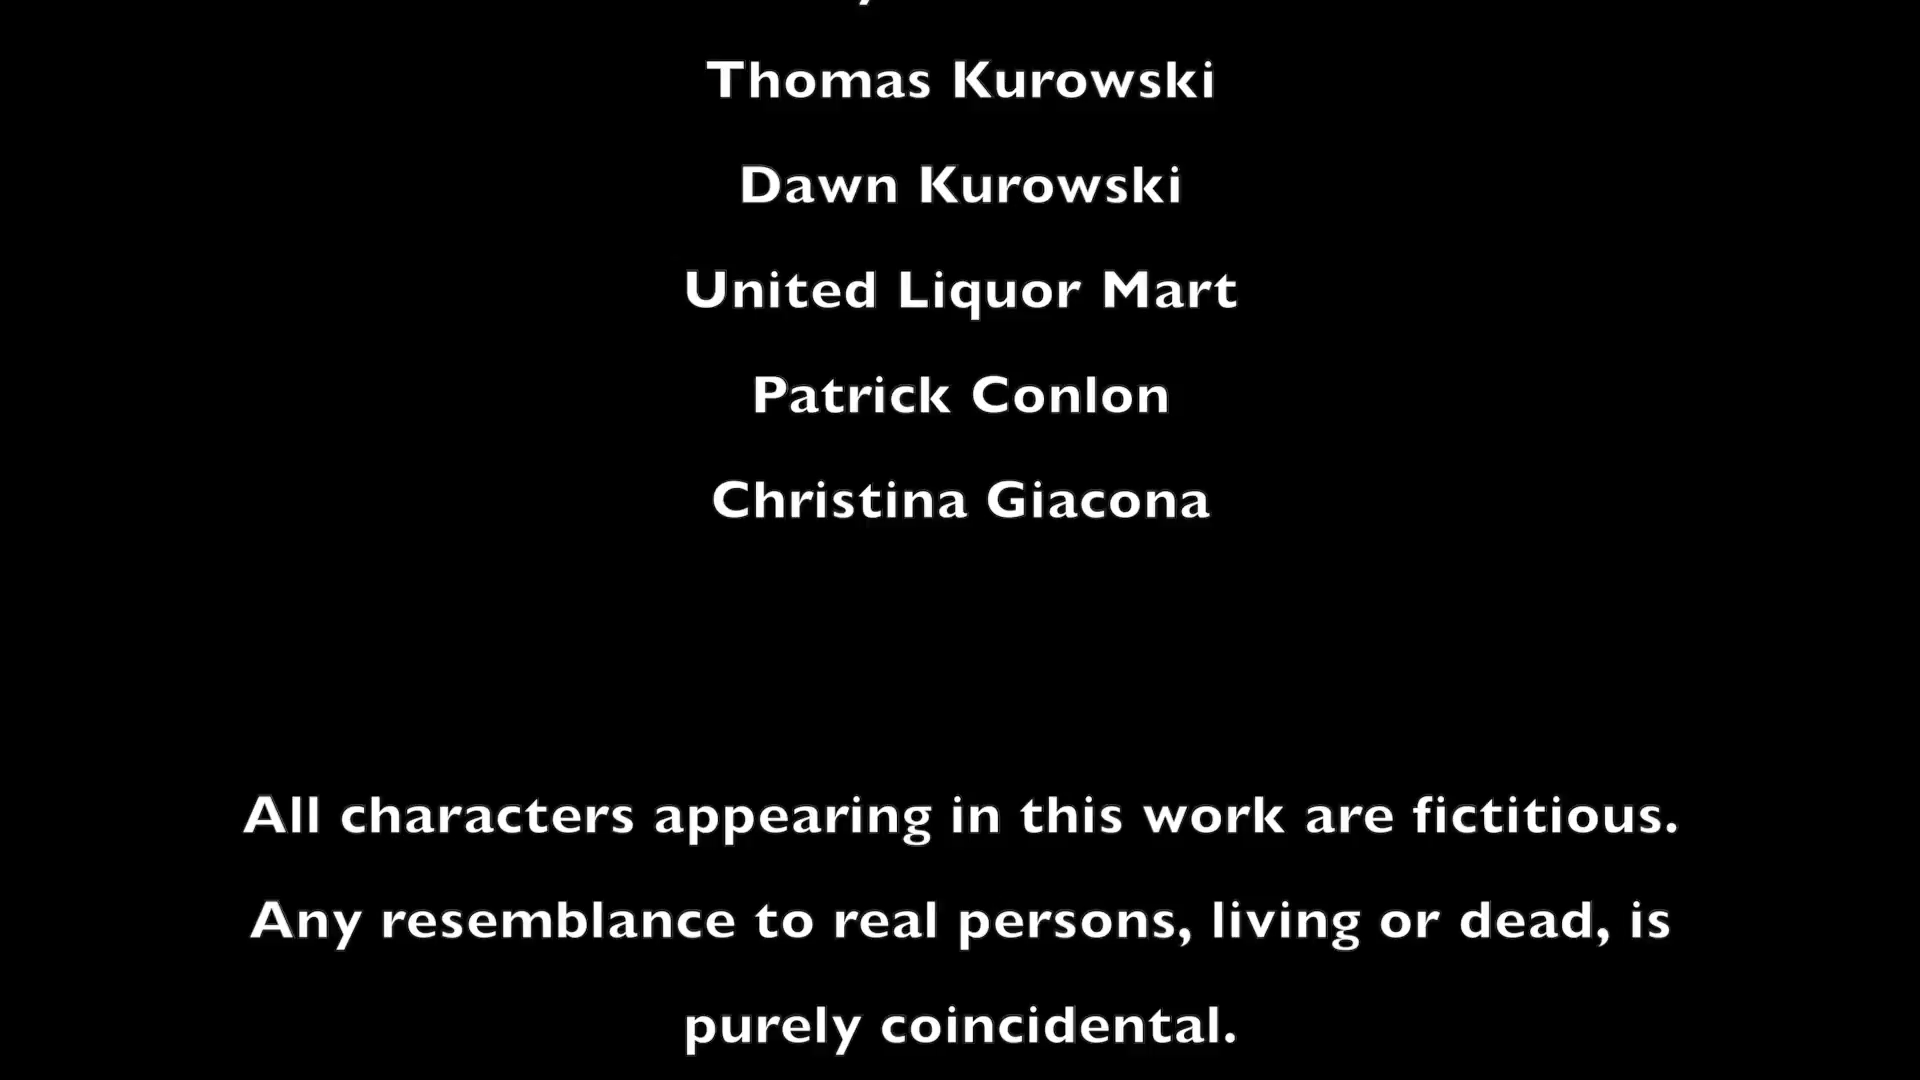 Thomas Kurowski
Dawn Kurowski
United Liquor Mart
Patrick Conlon
Christina Giacona
All characters appearing in this work are fictitious.
Any resemblance to real persons, living or dead, is
purely coincidental.